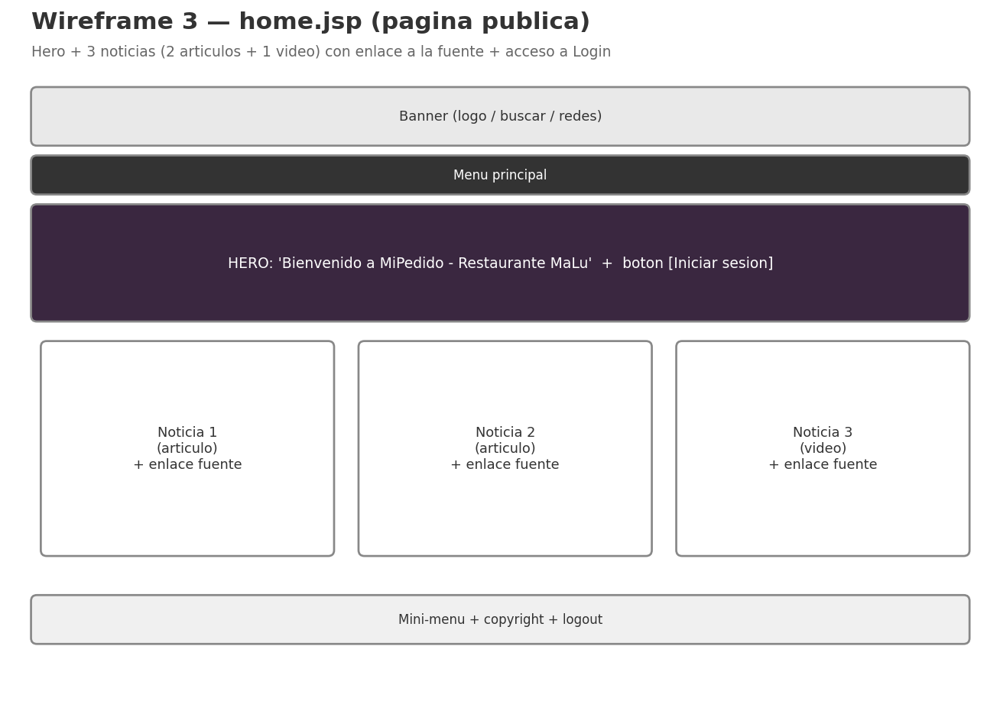 Wireframe 3 — home.jsp (pagina publica)
Hero + 3 noticias (2 articulos + 1 video) con enlace a la fuente + acceso a Login
Banner (logo / buscar / redes)
Menu principal
HERO: 'Bienvenido a MiPedido - Restaurante MaLu'  +  boton [Iniciar sesion]
Noticia 1
(articulo)
+ enlace fuente
Noticia 2
(articulo)
+ enlace fuente
Noticia 3
(video)
+ enlace fuente
Mini-menu + copyright + logout